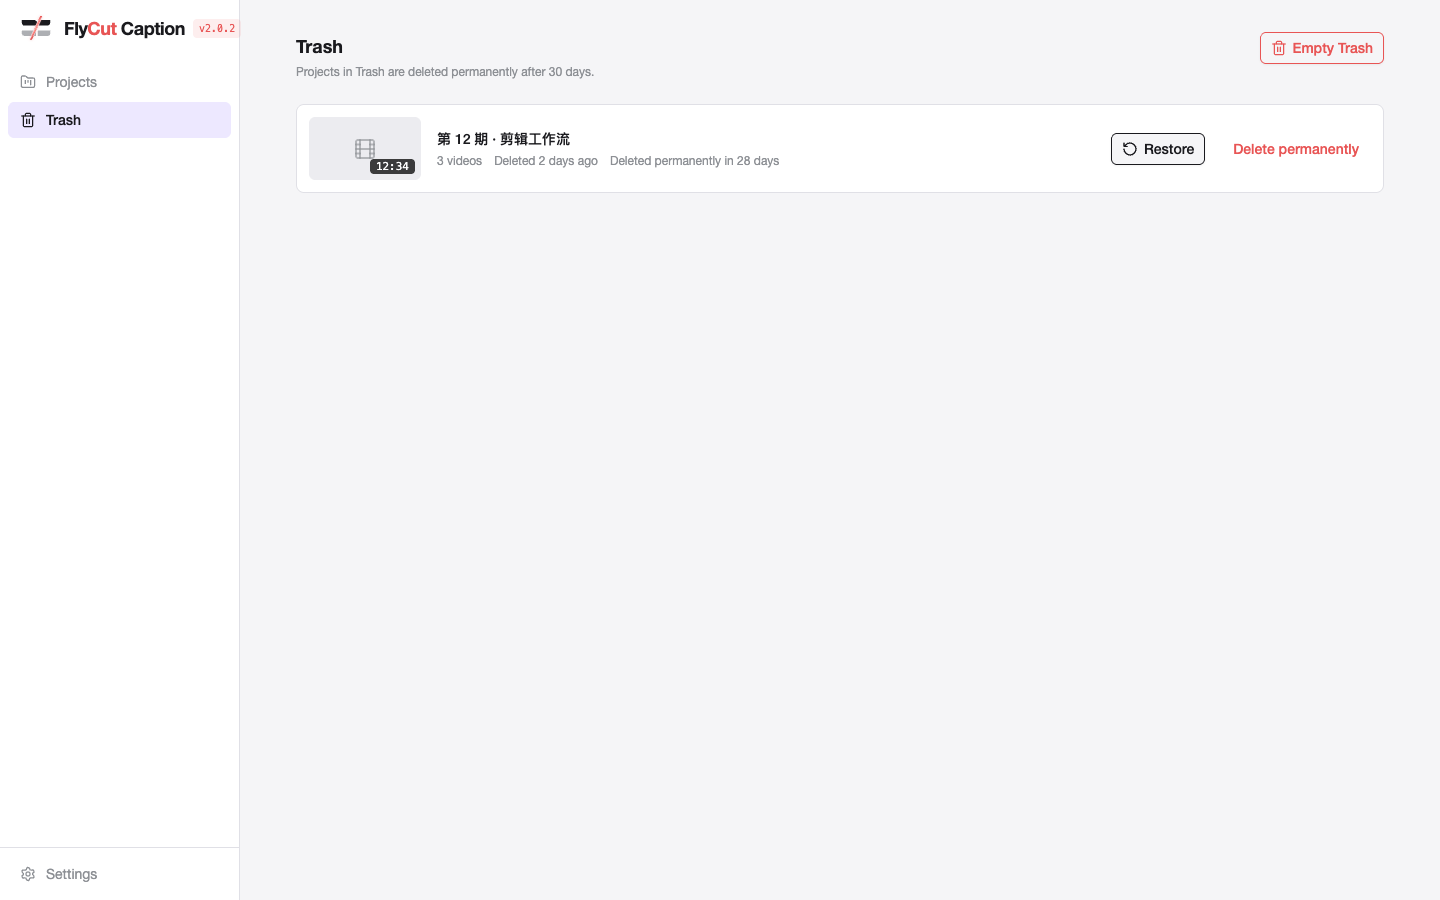 FlyCut Caption v2.0.2
Projects
Trash
Settings
Trash
Projects in Trash are deleted permanently after 30 days.
Empty Trash
12:34
第 12 期 · 剪辑工作流
3 videos Deleted 2 days ago Deleted permanently in 28 days
Restore
Delete permanently